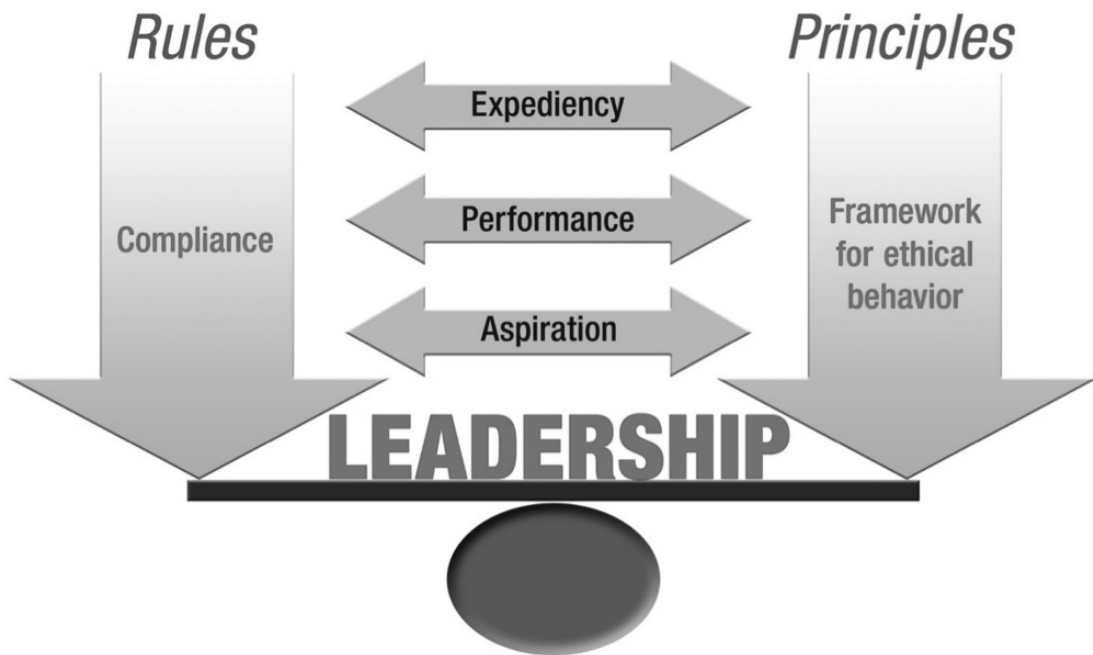 Rules
Principles
Expediency
Performance
Aspiration
Compliance
Framework
for ethical
behavior
LEADERSHIP